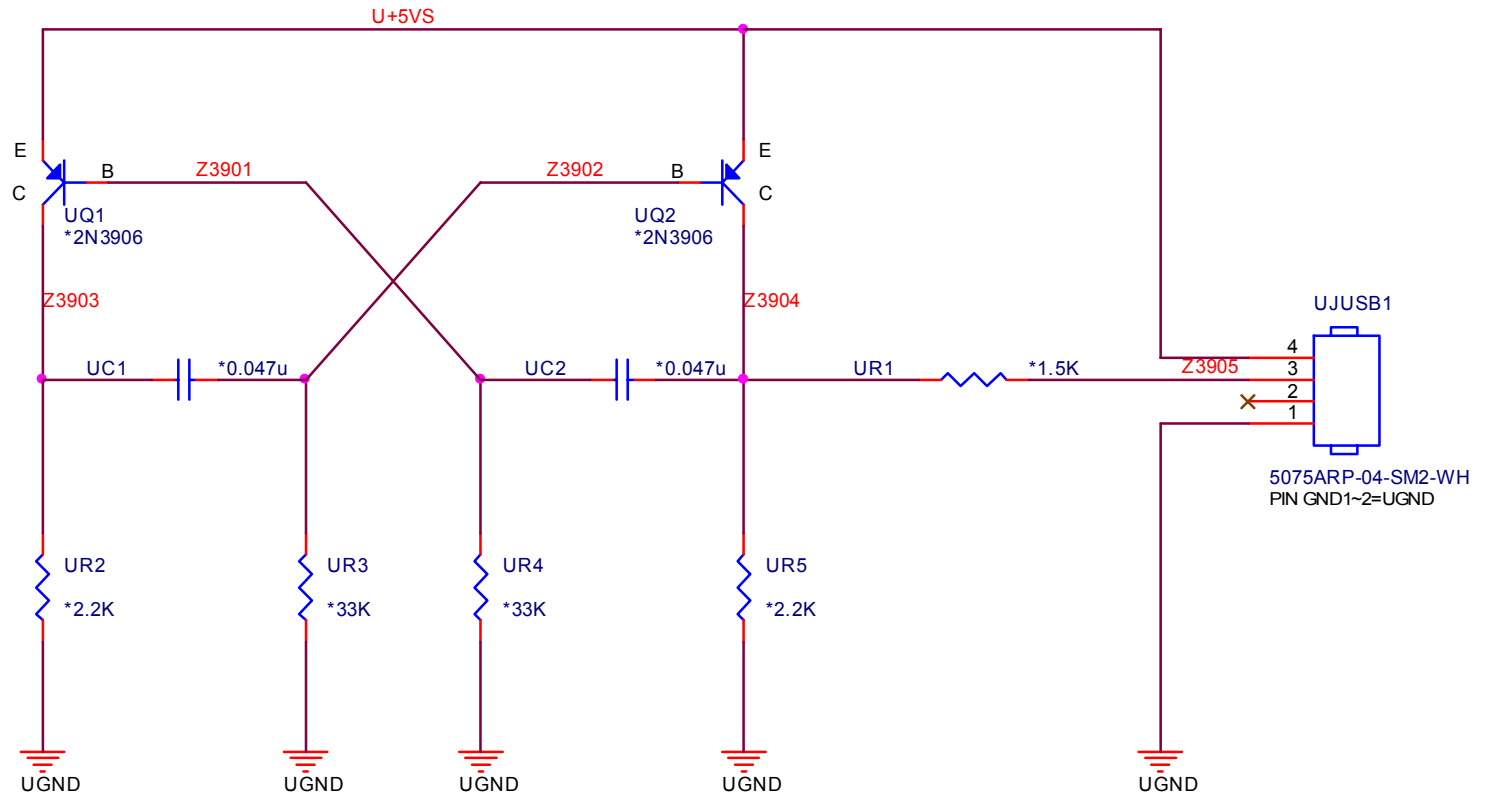 U+5VS
E
E
Z3901
Z3902
B
B
C
C
UQ1
*2N3906
UQ2
*2N3906
Z3903
Z3904
UJUSB1
4
UC1
*0.047u
UC2
*0.047u
UR1
*1.5K
Z3905
3
2
1
5075ARP-04-SM2-WH
PIN GND1~2=UGND
UR2
*2.2K
UR3
*33K
UR4
*33K
UR5
*2.2K
UGND
UGND
UGND
UGND
UGND